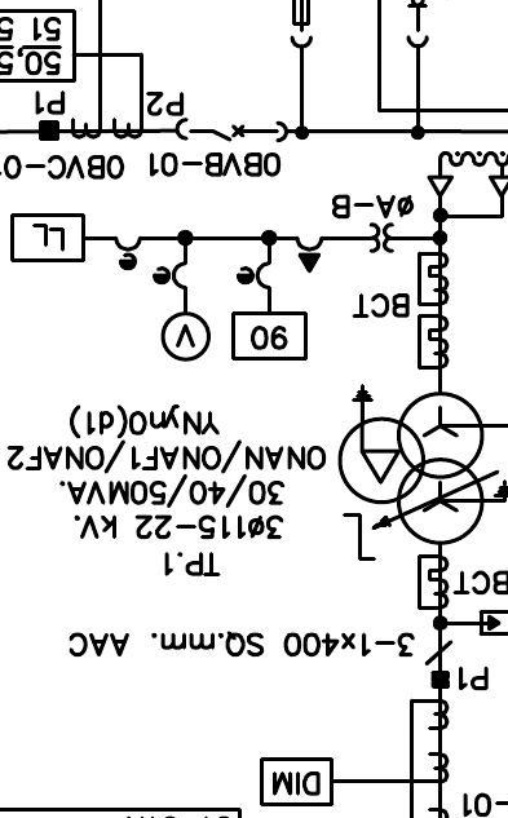 -01
DIM
P1
3-1x400 SQ.mm. AAC
BCT
TP.1
3ø115-22 kV.
30/40/50MVA.
ONAN/ONAF1/ONAF2
YNyn0(d1)
90
V
BCT
e
e
e
LL
øA-B
0BVB-01
0BVC-0
P2
P1
50,5
51 5